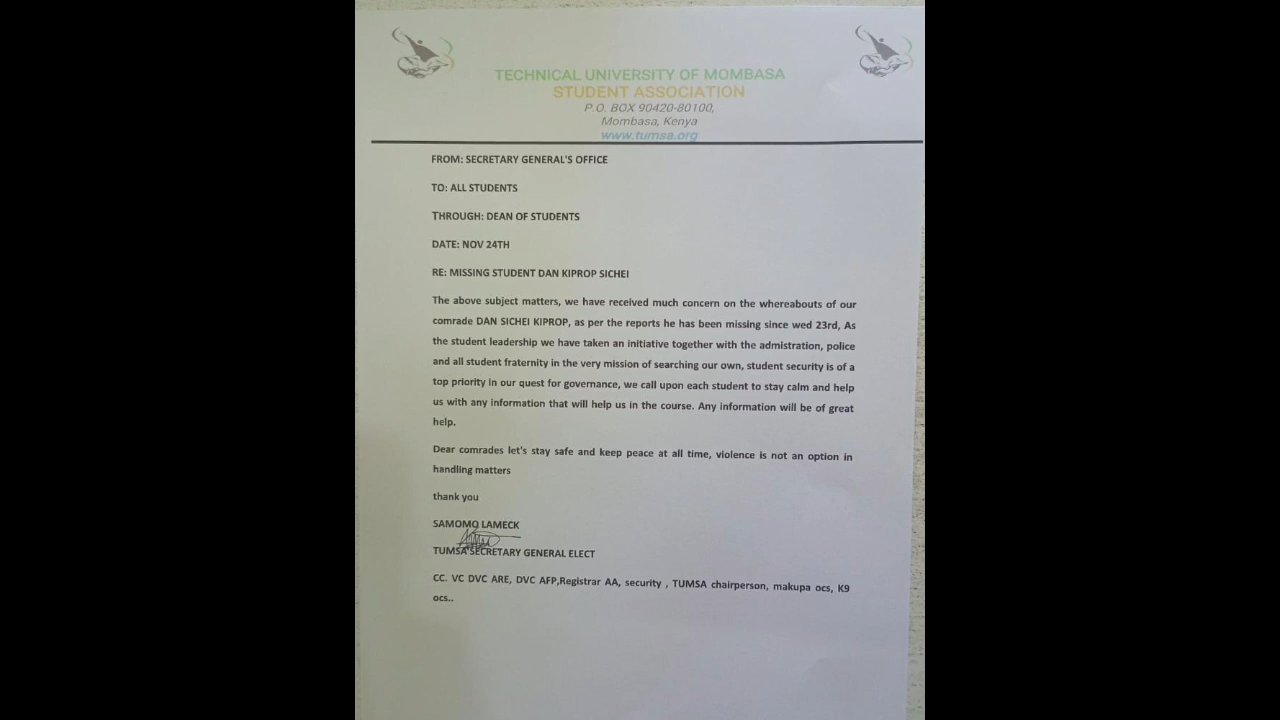 TECHNICAL UNIVERSITY OF MOMBASA
STUDENT ASSOCIATION
P.O. BOX 90420-80100,
Mombasa, Kenya
www.tumsa.org
FROM: SECRETARY GENERAL'S OFFICE
TO: ALL STUDENTS
THROUGH: DEAN OF STUDENTS
DATE: NOV 24TH
RE: MISSING STUDENT DAN KIPROP SICHEI
The above subject matters, we have received much concern on the whereabouts of our
comrade DAN SICHEI KIPROP, as per the reports he has been missing since wed 23rd, As
the student leadership we have taken an initiative together with the admistration, police
and all student fraternity in the very mission of searching our own, student security is of a
top priority in our quest for governance, we call upon each student to stay calm and help
us with any information that will help us in the course. Any information will be of great
help.
Dear comrades let's stay safe and keep peace at all time, violence is not an option in
handling matters
thank you
SAMOMO LAMECK
TUMSA SECRETARY GENERAL ELECT
CC. VC DVC ARE, DVC AFP,Registrar AA, security , TUMSA chairperson, makupa ocs, K9
ocs..